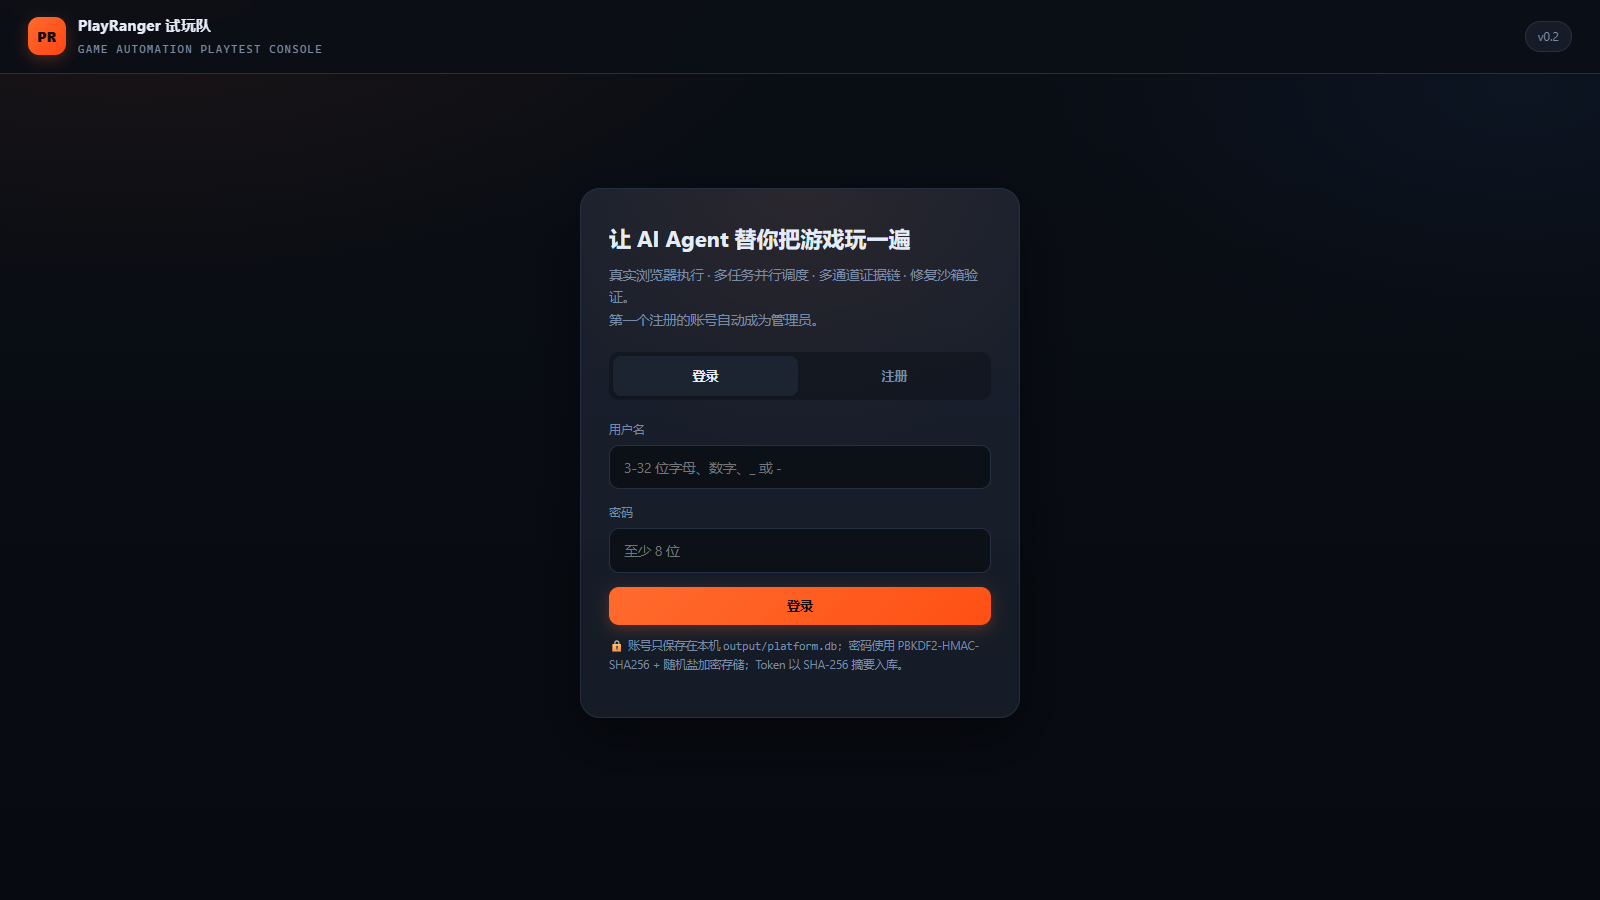 PR
PlayRanger 试玩队
GAME AUTOMATION PLAYTEST CONSOLE
v0.2
让 AI Agent 替你把游戏玩一遍
真实浏览器执行 · 多任务并行调度 · 多通道证据链 · 修复沙箱验
证。
第一个注册的账号自动成为管理员。
登录
注册
用户名
3-32 位字母、数字、_ 或 -
密码
至少 8 位
登录
🔒 账号只保存在本机 output/platform.db；密码使用 PBKDF2-HMAC-
SHA256 + 随机盐加密存储；Token 以 SHA-256 摘要入库。